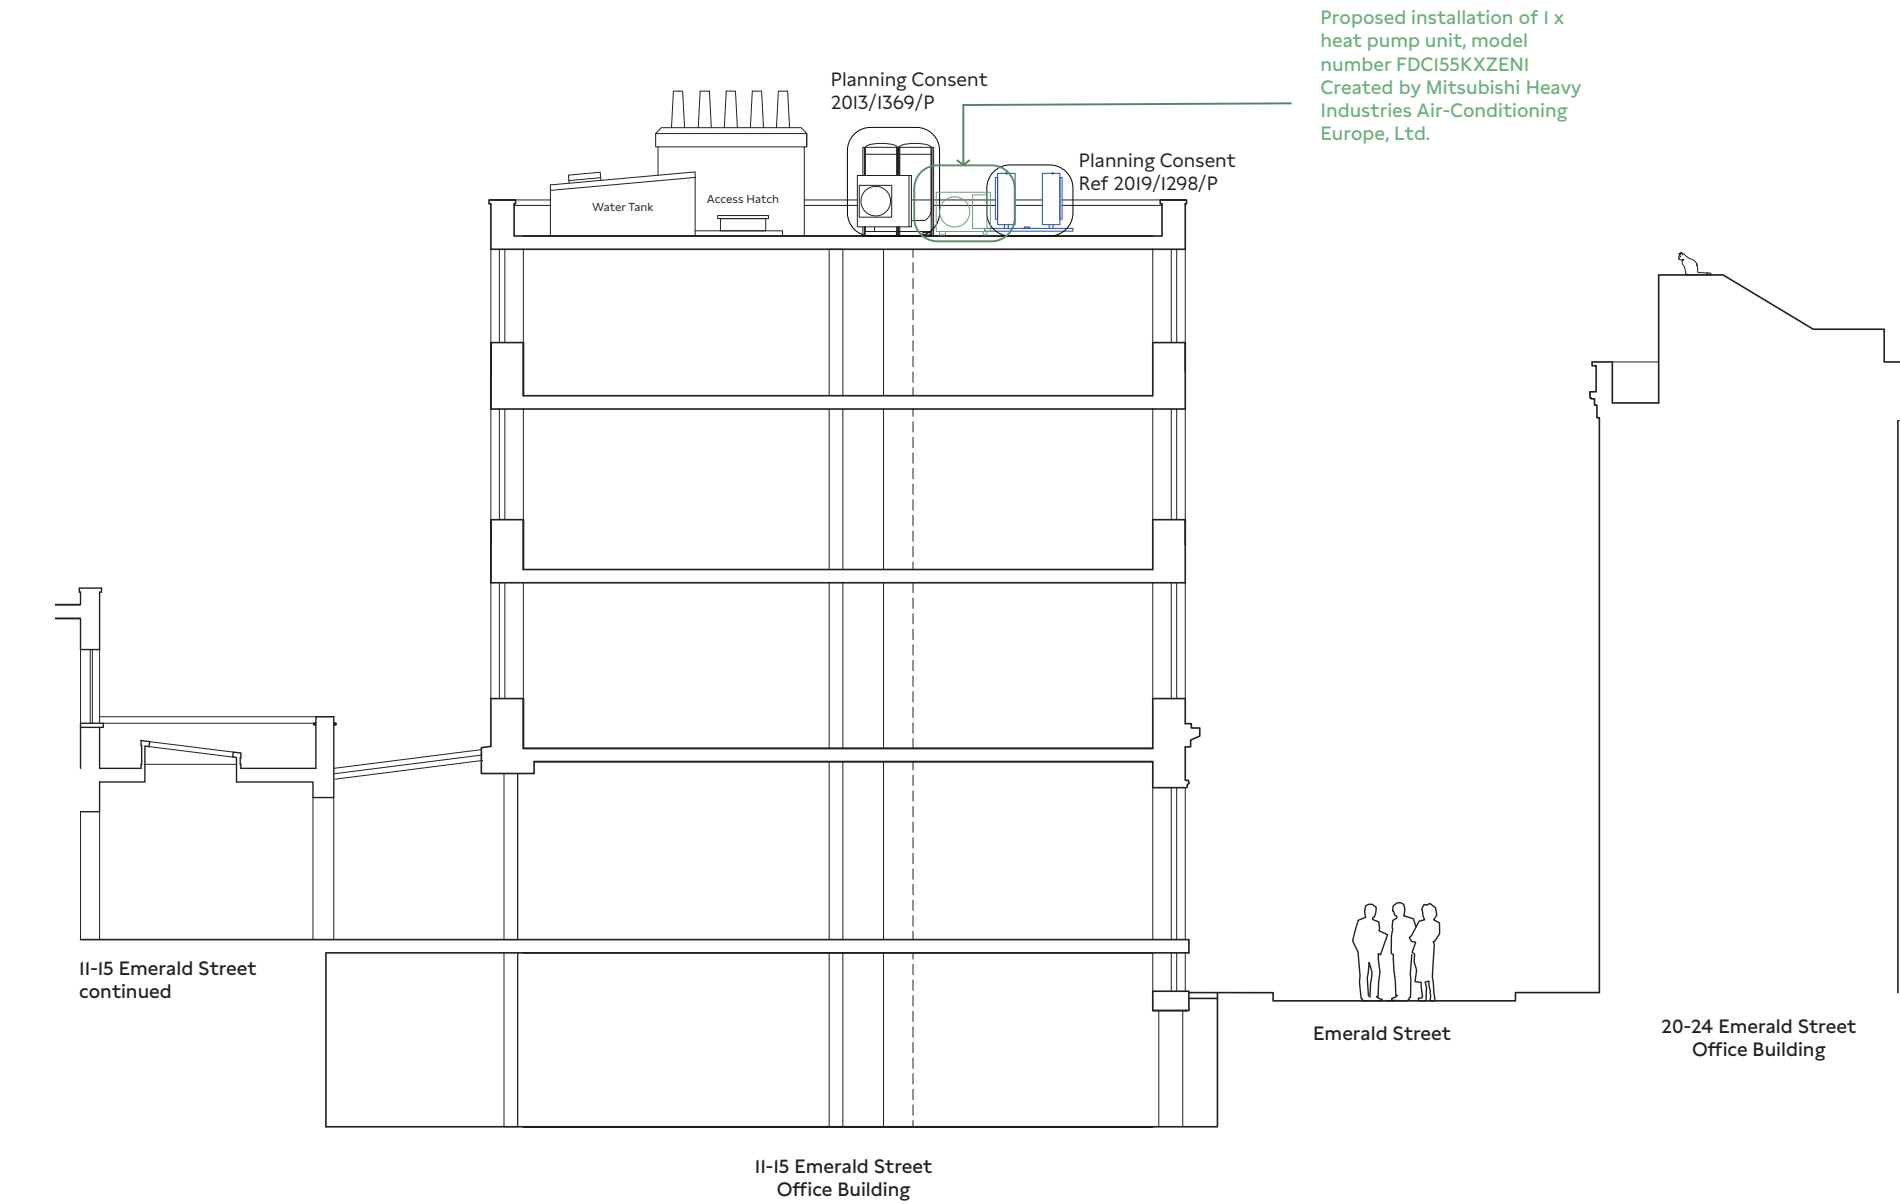 Proposed installation of 1 x
heat pump unit, model
number FDC155KXZEN1
Created by Mitsubishi Heavy
Industries Air-Conditioning
Europe, Ltd.
Planning Consent
2013/1369/P
Planning Consent
Ref 2019/1298/P
Water Tank
Access Hatch
11-15 Emerald Street
continued
Emerald Street
20-24 Emerald Street
Office Building
11-15 Emerald Street
Office Building